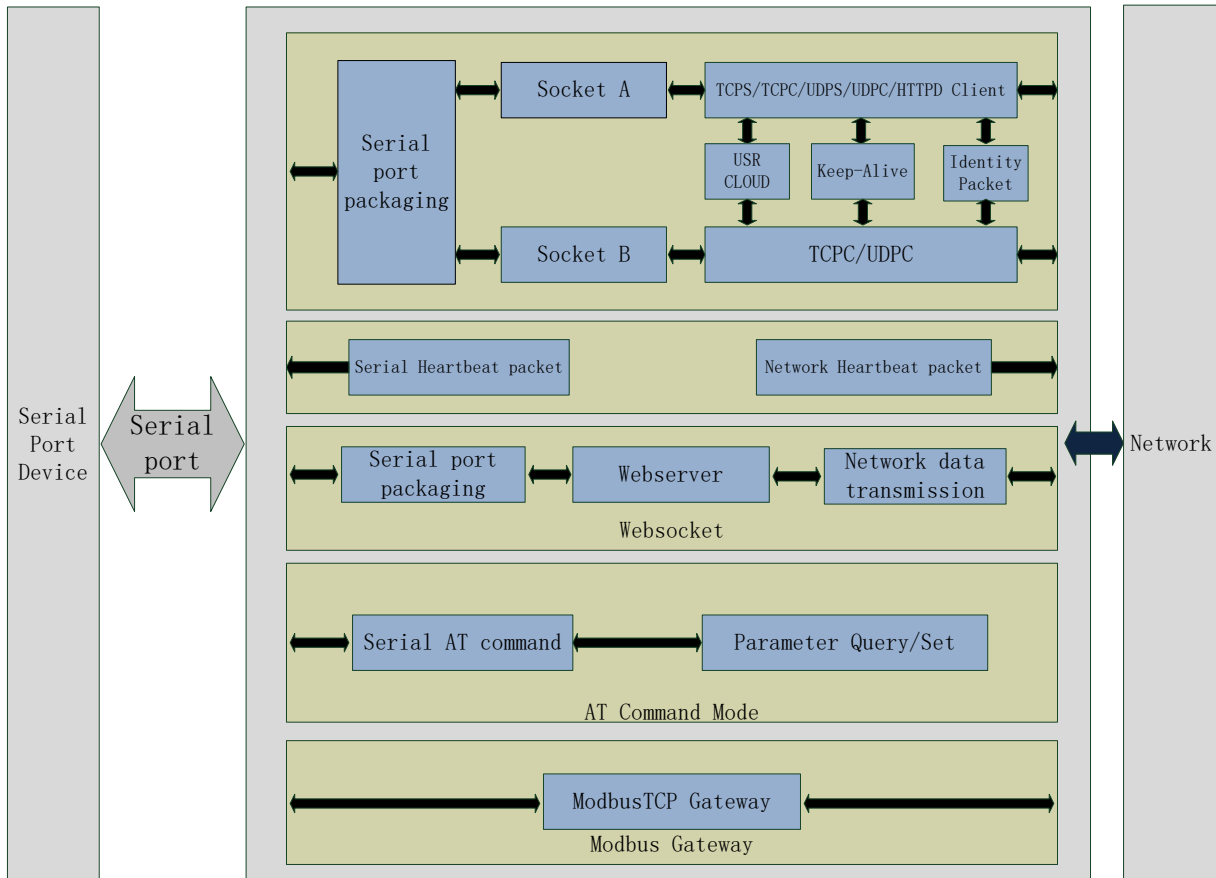 Serial
Port
Device
Serial
port
Serial
port
packaging
Socket A
TCPS/TCPC/UDPS/UDPC/HTTPD Client
USR
CLOUD
Keep-Alive
Identity
Packet
Socket B
TCPC/UDPC
Serial Heartbeat packet
Network Heartbeat packet
Serial port
packaging
Webserver
Network data
transmission
Websocket
Serial AT command
Parameter Query/Set
AT Command Mode
ModbusTCP Gateway
Modbus Gateway
Network